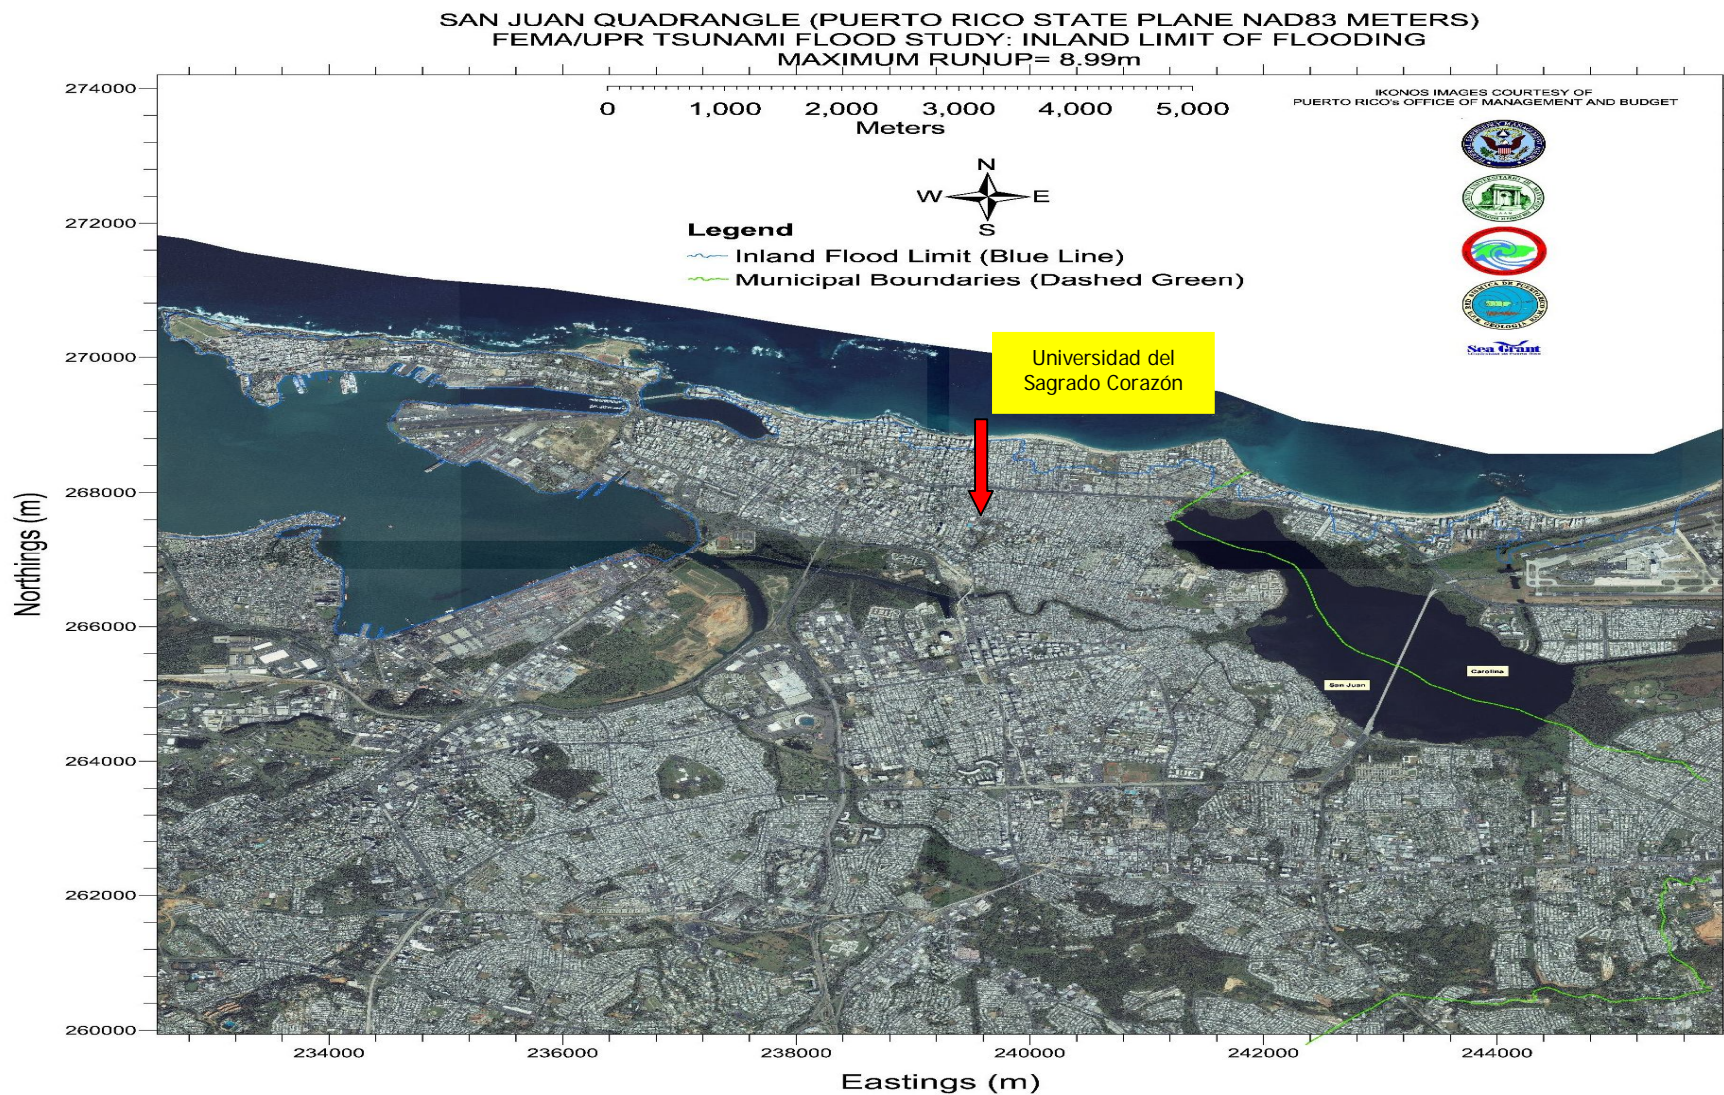 SAN JUAN QUADRANGLE (PUERTO RICO STATE PLANE NAD83 METERS)
FEMA/UPR TSUNAMI FLOOD STUDY: INLAND LIMIT OF FLOODING
MAXIMUM RUNUP= 8.99m
0 1,000 2,000 3,000 4,000 5,000
Meters
IKONOS IMAGES COURTESY OF
PUERTO RICO's OFFICE OF MANAGEMENT AND BUDGET
N
W E
S
Legend
Inland Flood Limit (Blue Line)
Municipal Boundaries (Dashed Green)
Sea Grant
Universidad del
Sagrado Corazón
San Juan
Carolina
Northings (m)
274000
272000
270000
268000
266000
264000
262000
260000
234000 236000 238000 240000 242000 244000
Eastings (m)